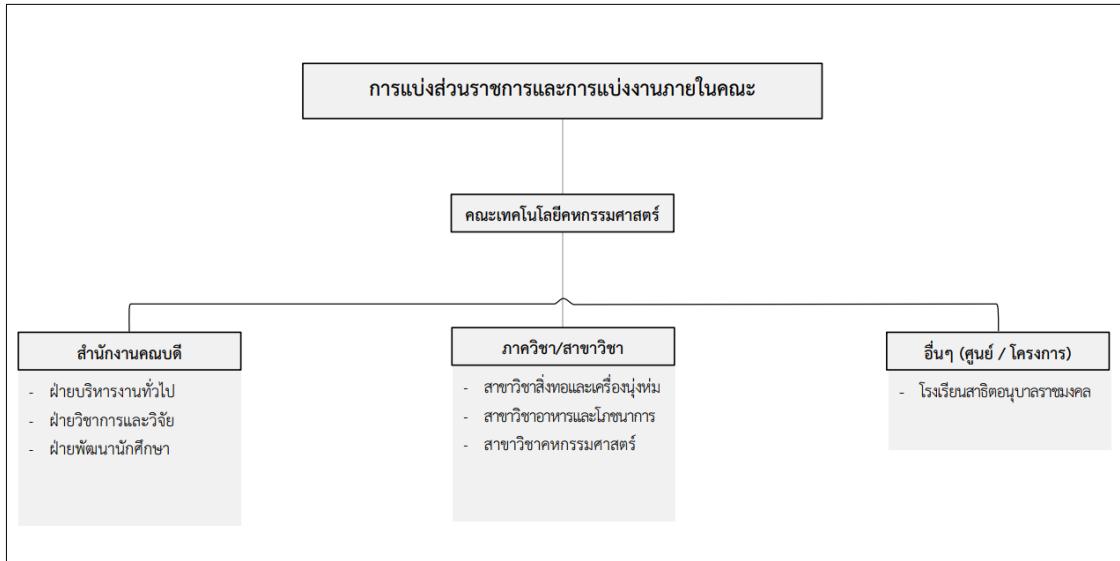 การแบ่งส่วนราชการและการแบ่งงานภายในคณะ
คณะเทคโนโลยีคหกรรมศาสตร์
สำนักงานคณบดี
- ฝ่ายบริหารงานทั่วไป
- ฝ่ายวิชาการและวิจัย
- ฝ่ายพัฒนานักศึกษา
ภาควิชา/สาขาวิชา
- สาขาวิชาสิ่งทอและเครื่องนุ่งห่ม
- สาขาวิชาอาหารและโภชนาการ
- สาขาวิชาคหกรรมศาสตร์
อื่นๆ (ศูนย์ / โครงการ)
- โรงเรียนสาธิตอนุบาลราชมงคล